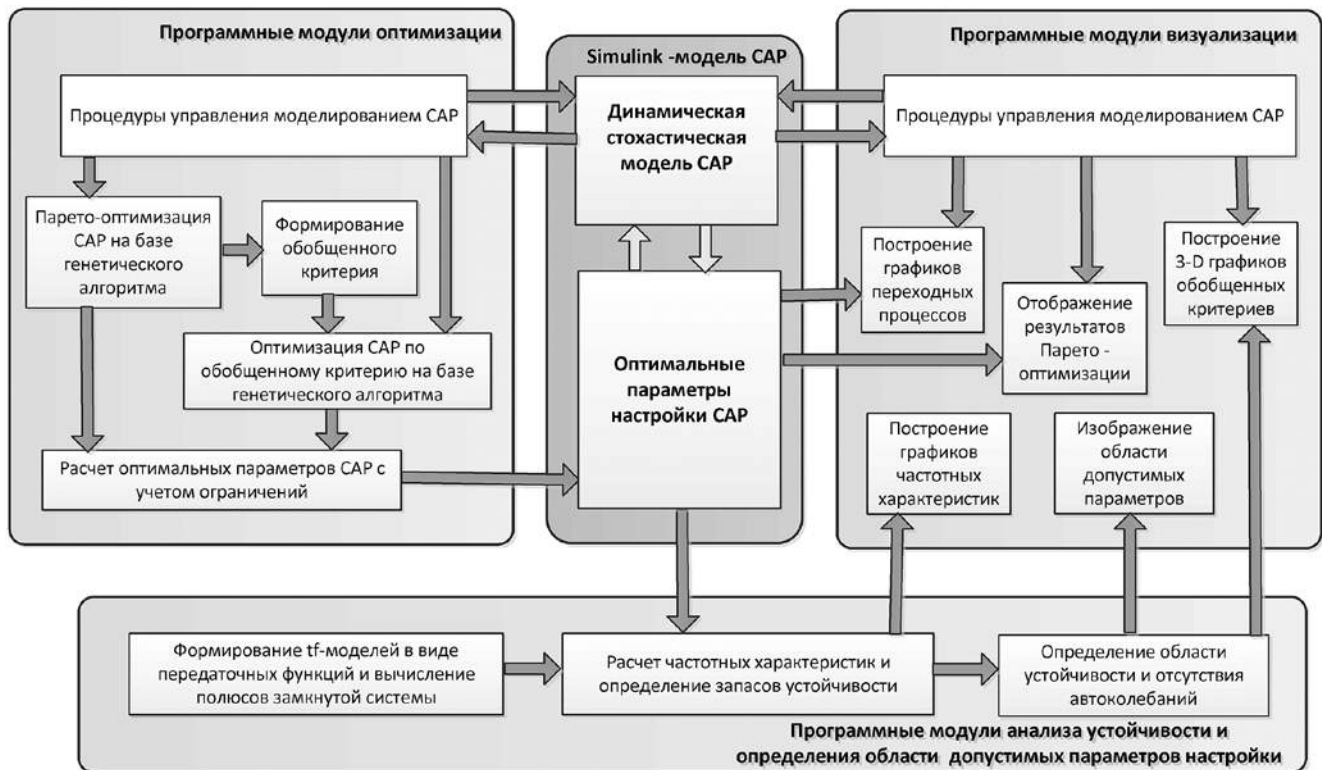 Программные модули оптимизации
Процедуры управления моделированием САР
Парето-оптимизация
САР на базе
генетического
алгоритма
Формирование
обобщенного
критерия
Оптимизация САР по
обобщенному критерию на базе
генетического алгоритма
Расчет оптимальных параметров САР с
учетом ограничений
Simulink -модель САР
Динамическая
стохастическая
модель САР
Оптимальные
параметры
настройки САР
Программные модули визуализации
Процедуры управления моделированием САР
Построение
графиков
переходных
процессов
Отображение
результатов
Парето -
оптимизации
Построение
3-D графиков
обобщенных
критериев
Построение
графиков
частотных
характеристик
Изображение
области
допустимых
параметров
Формирование tf-моделей в виде
передаточных функций и вычисление
полюсов замкнутой системы
Расчет частотных характеристик и
определение запасов устойчивости
Определение области
устойчивости и отсутствия
автоколебаний
Программные модули анализа устойчивости и
определения области допустимых параметров настройки